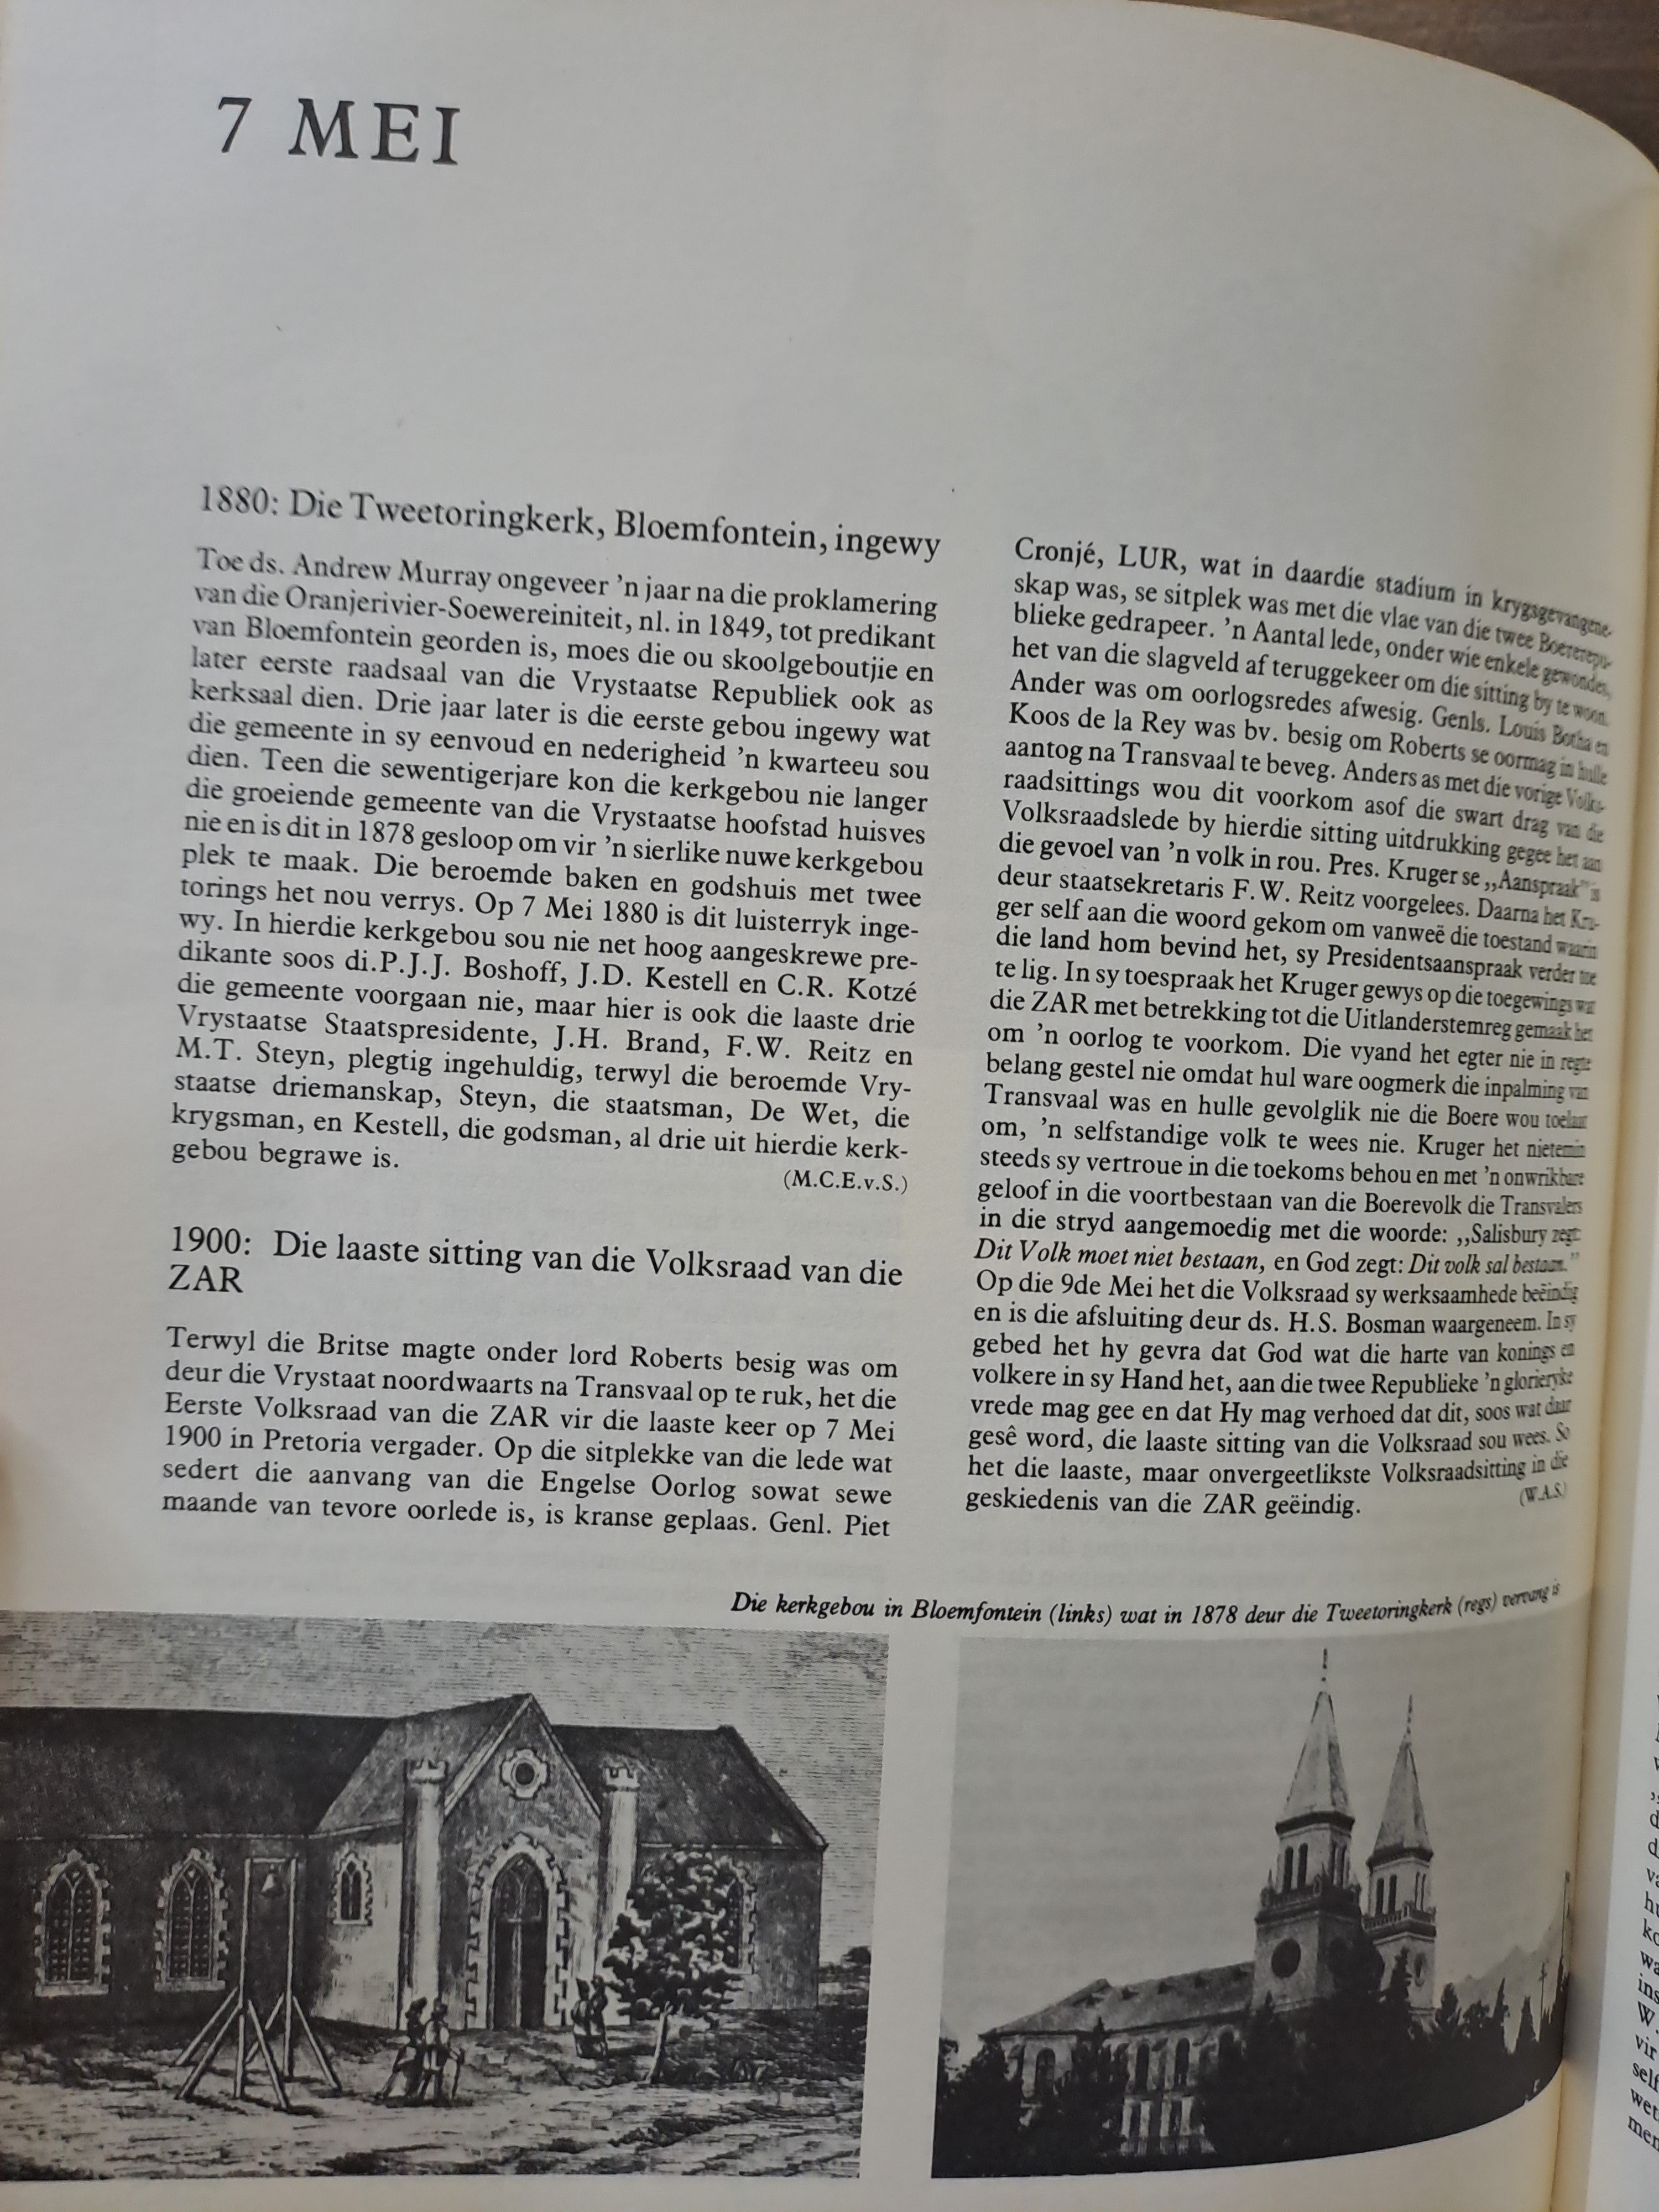 7 MEI
1880: Die Tweetoringkerk, Bloemfontein, ingewy
Toe ds. Andrew Murray ongeveer 'n jaar na die proklamering
van die Oranjerivier-Soewereiniteit, nl. in 1849, tot predikant
van Bloemfontein georden is, moes die ou skoolgeboutjie en
later eerste raadsaal van die Vrystaatse Republiek ook as
kerksaal dien. Drie jaar later is die eerste gebou ingewy wat
die gemeente in sy eenvoud en nederigheid 'n kwarteeu sou
dien. Teen die sewentigerjare kon die kerkgebou nie langer
die groeiende gemeente van die Vrystaatse hoofstad huisves
nie en is dit in 1878 gesloop om vir 'n sierlike nuwe kerkgebou
plek te maak. Die beroemde baken en godshuis met twee
torings het nou verrys. Op 7 Mei 1880 is dit luisterryk inge-
wy. In hierdie kerkgebou sou nie net hoog aangeskrewe pre-
dikante soos di.P.J.J. Boshoff, J.D. Kestell en C.R. Kotzé
die gemeente voorgaan nie, maar hier is ook die laaste drie
Vrystaatse Staatspresidente, J.H. Brand, F.W. Reitz en
M.T. Steyn, plegtig ingehuldig, terwyl die beroemde Vry-
staatse driemanskap, Steyn, die staatsman, De Wet, die
krygsman, en Kestell, die godsman, al drie uit hierdie kerk-
gebou begrawe is.
(M.C.E.v.S.)
1900: Die laaste sitting van die Volksraad van die
ZAR
Terwyl die Britse magte onder lord Roberts besig was om
deur die Vrystaat noordwaarts na Transvaal op te ruk, het die
Eerste Volksraad van die ZAR vir die laaste keer op 7 Mei
1900 in Pretoria vergader. Op die sitplekke van die lede wat
sedert die aanvang van die Engelse Oorlog sowat sewe
maande van tevore oorlede is, is kranse geplaas. Genl. Piet
Cronjé, LUR, wat in daardie stadium in krygsgevangene-
skap was, se sitplek was met die vlae van die twee Boererepu-
blieke gedrapeer. 'n Aantal lede, onder wie enkele gewondes,
het van die slagveld af teruggekeer om die sitting by te woon.
Ander was om oorlogsredes afwesig. Genls. Louis Botha en
Koos de la Rey was bv. besig om Roberts se oormag in hulle
aantog na Transvaal te beveg. Anders as met die vorige Volks-
raadsittings wou dit voorkom asof die swart drag van die
Volksraadslede by hierdie sitting uitdrukking gegee het aan
die gevoel van 'n volk in rou. Pres. Kruger se „Aanspraak" is
deur staatsekretaris F.W. Reitz voorgelees. Daarna het Kru-
ger self aan die woord gekom om vanweë die toestand waarin
die land hom bevind het, sy Presidentsaanspraak verder toe
te lig. In sy toespraak het Kruger gewys op die toegewings wat
die ZAR met betrekking tot die Uitlanderstemreg gemaak het
om 'n oorlog te voorkom. Die vyand het egter nie in regte
belang gestel nie omdat hul ware oogmerk die inpalming van
Transvaal was en hulle gevolglik nie die Boere wou toelaat
om, 'n selfstandige volk te wees nie. Kruger het nietemin
steeds sy vertroue in die toekoms behou en met 'n onwrikbare
geloof in die voortbestaan van die Boerevolk die Transvalers
in die stryd aangemoedig met die woorde: „Salisbury zegt:
Dit Volk moet niet bestaan, en God zegt: Dit volk sal bestaan."
Op die 9de Mei het die Volksraad sy werksaamhede beëindig
en is die afsluiting deur ds. H.S. Bosman waargeneem. In sy
gebed het hy gevra dat God wat die harte van konings en
volkere in sy Hand het, aan die twee Republieke 'n glorieryke
vrede mag gee en dat Hy mag verhoed dat dit, soos wat daar
gesê word, die laaste sitting van die Volksraad sou wees. So
het die laaste, maar onvergeetlikste Volksraadsitting in die
geskiedenis van die ZAR geëindig.
(W.A.S.)
Die kerkgebou in Bloemfontein (links) wat in 1878 deur die Tweetoringkerk (regs) vervang is